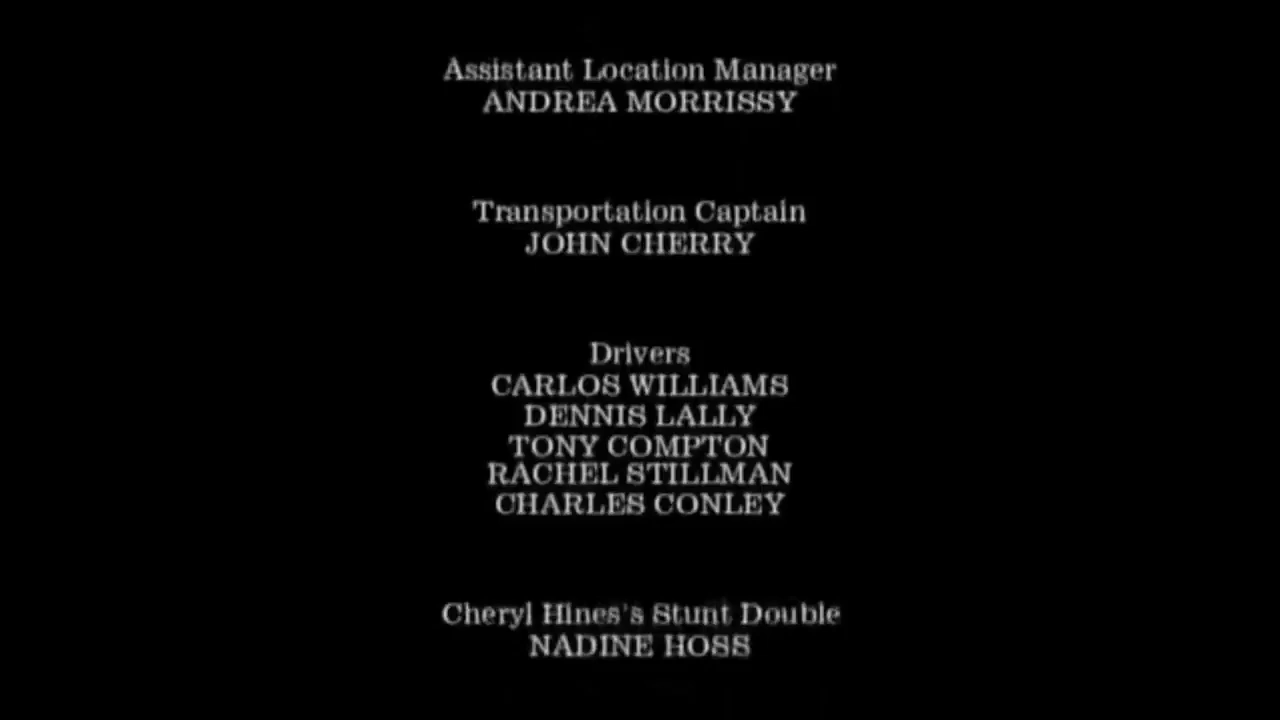 Assistant Location Manager
ANDREA MORRISSY
Transportation Captain
JOHN CHERRY
Drivers
CARLOS WILLIAMS
DENNIS LALLY
TONY COMPTON
RACHEL STILLMAN
CHARLES CONLEY
Cheryl Hines's Stunt Double
NADINE HOSS